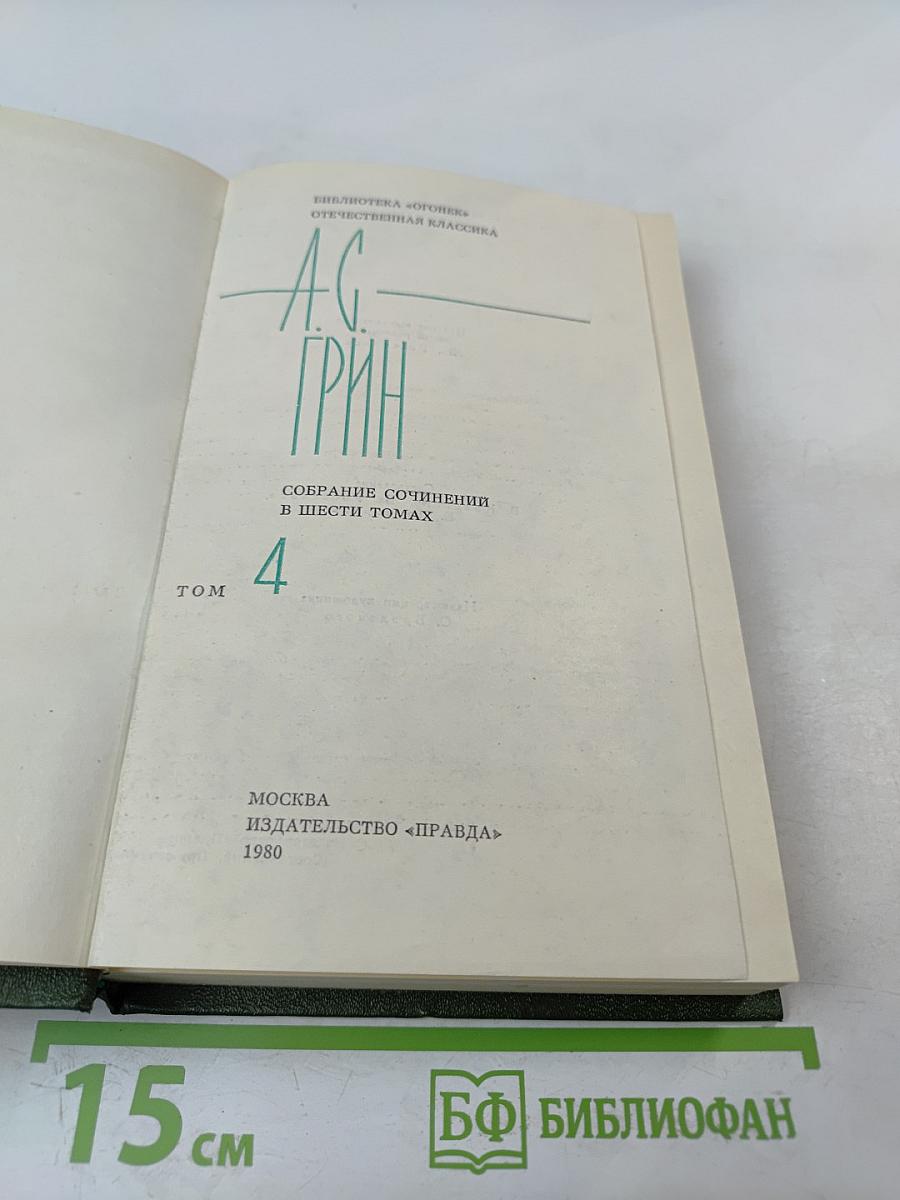 БИБЛИОТЕКА «ОГОНЕК»
ОТЕЧЕСТВЕННАЯ КЛАССИКА
А. С.
ГРИН
СОБРАНИЕ СОЧИНЕНИЙ
В ШЕСТИ ТОМАХ
ТОМ 4
МОСКВА
ИЗДАТЕЛЬСТВО «ПРАВДА»
1980
15 см
БФ БИБЛИОФАН